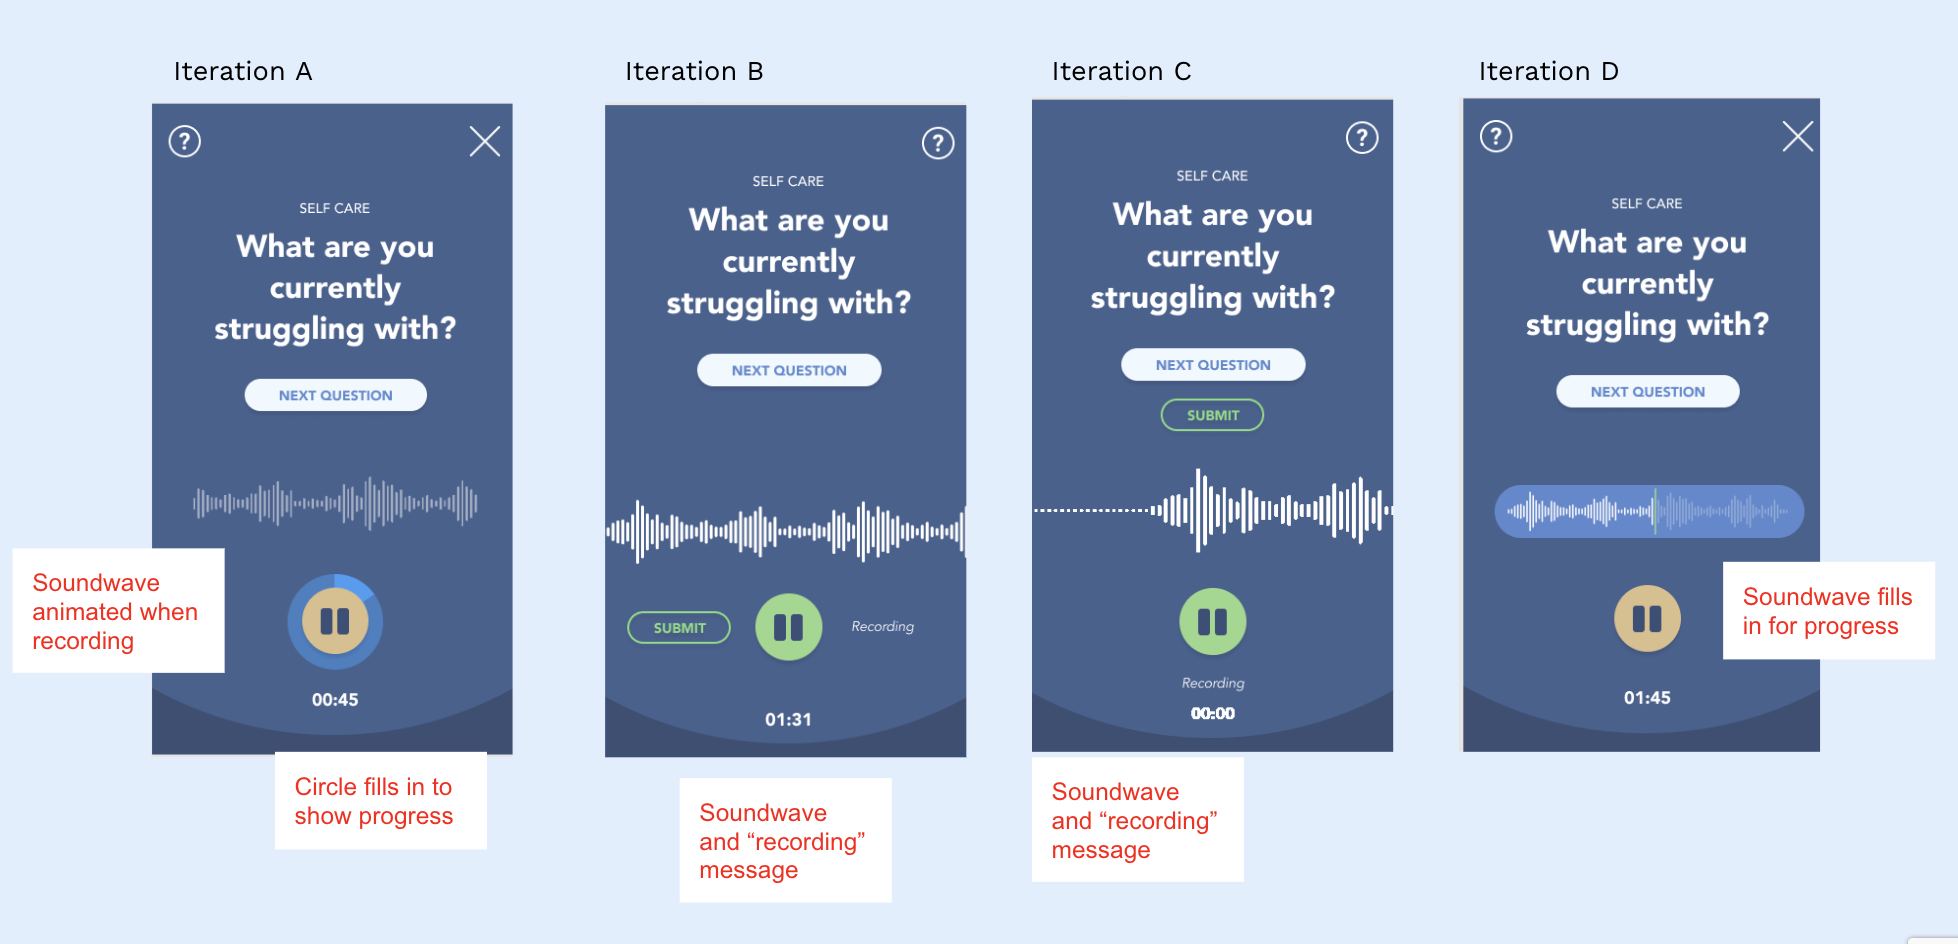 Iteration A
?
SELF CARE
What are you
currently
struggling with?
NEXT QUESTION
Soundwave
animated when
recording
00:45
Circle fills in to
show progress
Iteration B
?
SELF CARE
What are you
currently
struggling with?
NEXT QUESTION
SUBMIT
Recording
01:31
Soundwave
and “recording”
message
Iteration C
?
SELF CARE
What are you
currently
struggling with?
NEXT QUESTION
SUBMIT
Recording
00:00
Soundwave
and “recording”
message
Iteration D
?
SELF CARE
What are you
currently
struggling with?
NEXT QUESTION
Soundwave fills
in for progress
01:45